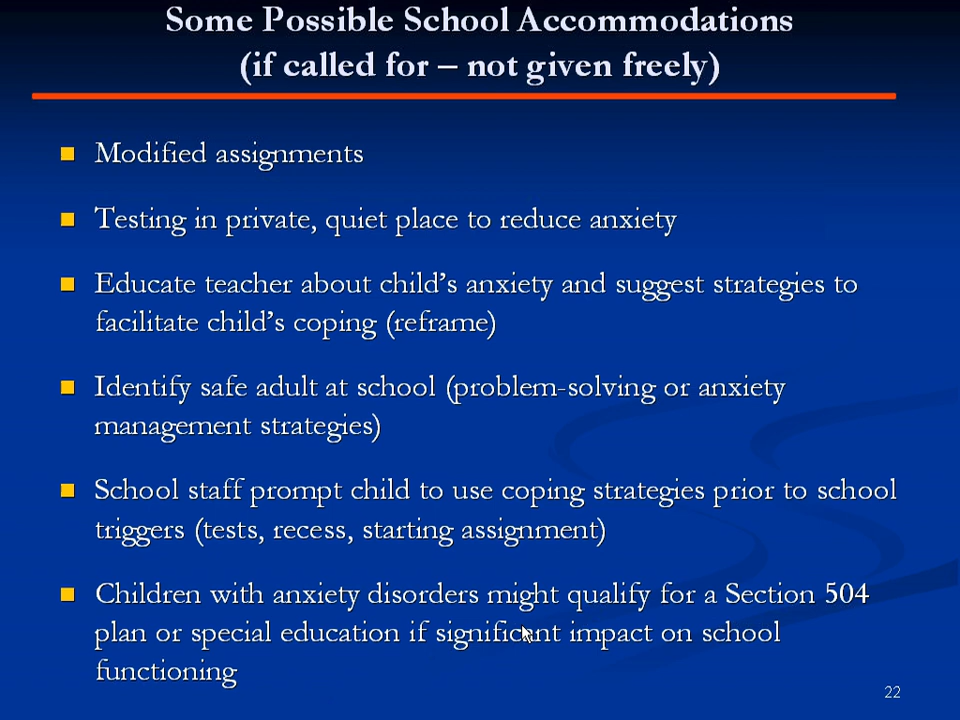 Some Possible School Accommodations
(if called for – not given freely)
Modified assignments
Testing in private, quiet place to reduce anxiety
Educate teacher about child's anxiety and suggest strategies to
facilitate child's coping (reframe)
Identify safe adult at school (problem-solving or anxiety
management strategies)
School staff prompt child to use coping strategies prior to school
triggers (tests, recess, starting assignment)
Children with anxiety disorders might qualify for a Section 504
plan or special education if significant impact on school
functioning
22